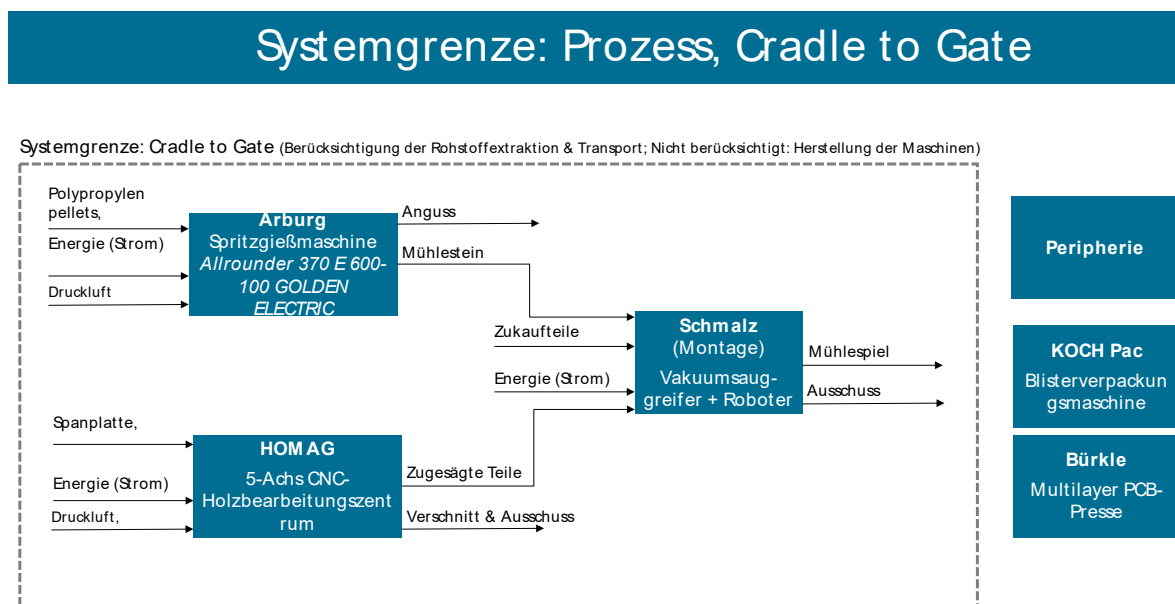 Systemgrenze: Prozess, Cradle to Gate
Systemgrenze: Cradle to Gate (Berücksichtigung der Rohstoffextraktion & Transport; Nicht berücksichtigt: Herstellung der Maschinen)
Polypropylen
pellets,
Energie (Strom)
Druckluft
Arburg
Spritzgießmaschine
Allrounder 370 E 600-
100 GOLDEN
ELECTRIC
Anguss
Mühlestein
Zukaufteile
Energie (Strom)
Schmalz
(Montage)
Vakuumsaug-
greifer + Roboter
Mühlespiel
Ausschuss
Spanplatte,
Energie (Strom)
Druckluft,
HOMAG
5-Achs CNC-
Holzbearbeitungszent
rum
Zugesägte Teile
Verschnitt & Ausschuss
Peripherie
KOCH Pac
Blisterverpackun
gsmaschine
Bürkle
Multilayer PCB-
Presse